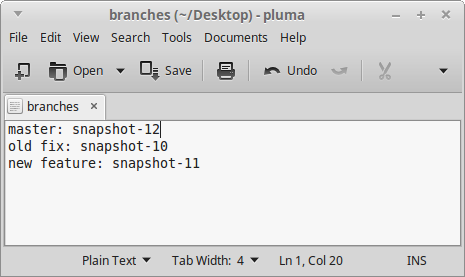 branches (~/Desktop) - pluma
File Edit View Search Tools Documents Help
Open Save Undo
branches
master: snapshot-12
old fix: snapshot-10
new feature: snapshot-11
Plain Text Tab Width: 4 Ln 1, Col 20 INS